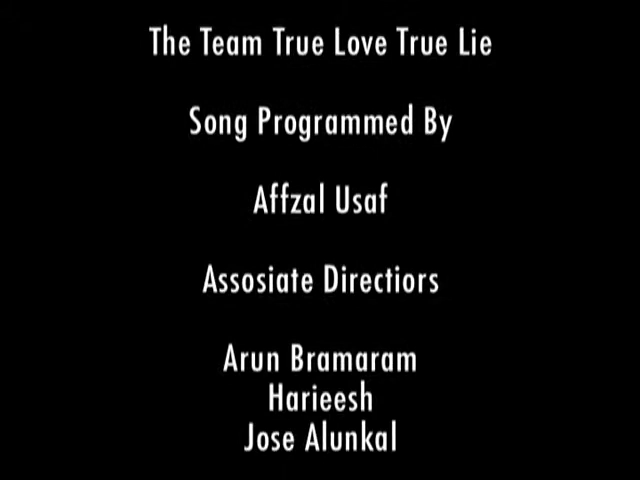 The Team True Love True Lie
Song Programmed By
Affzal Usaf
Assosiate Directiors
Arun Bramaram
Harieesh
Jose Alunkal